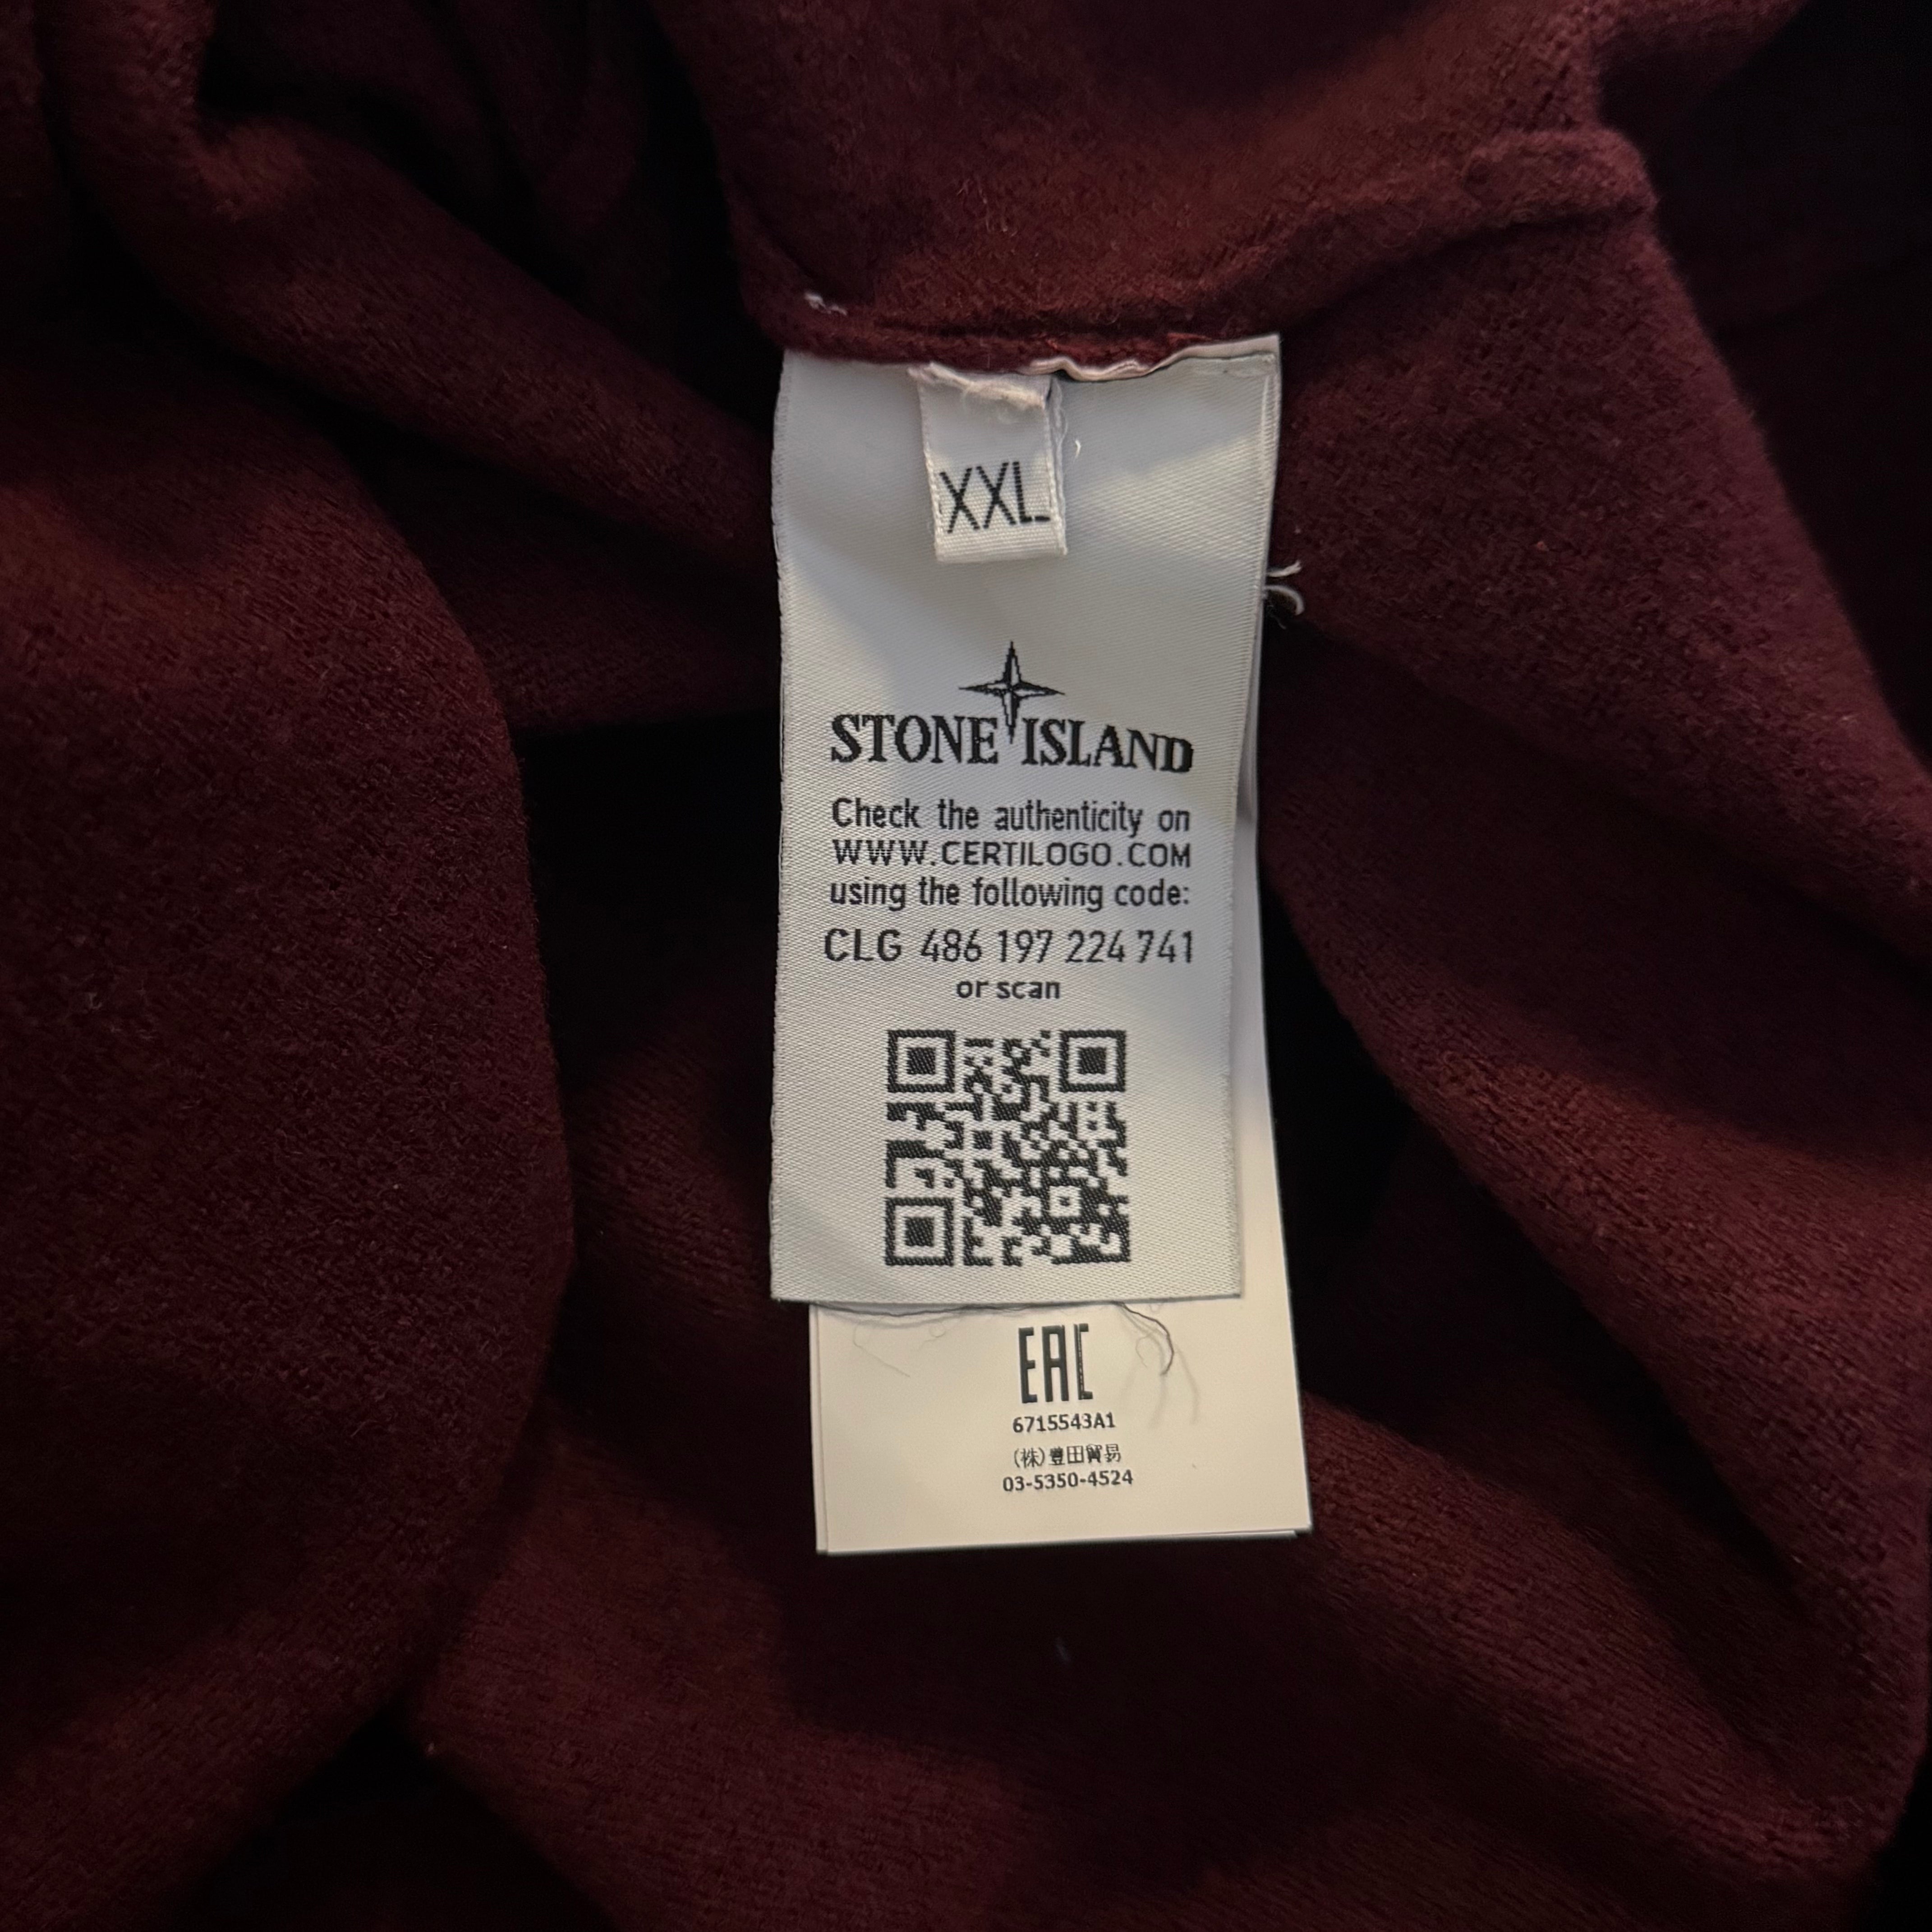 XXL
STONE ISLAND
Check the authenticity on
WWW.CERTILOGO.COM
using the following code:
CLG 486 197 224 741
or scan
EAC
6715543A1
(株)豊田貿易
03-5350-4524